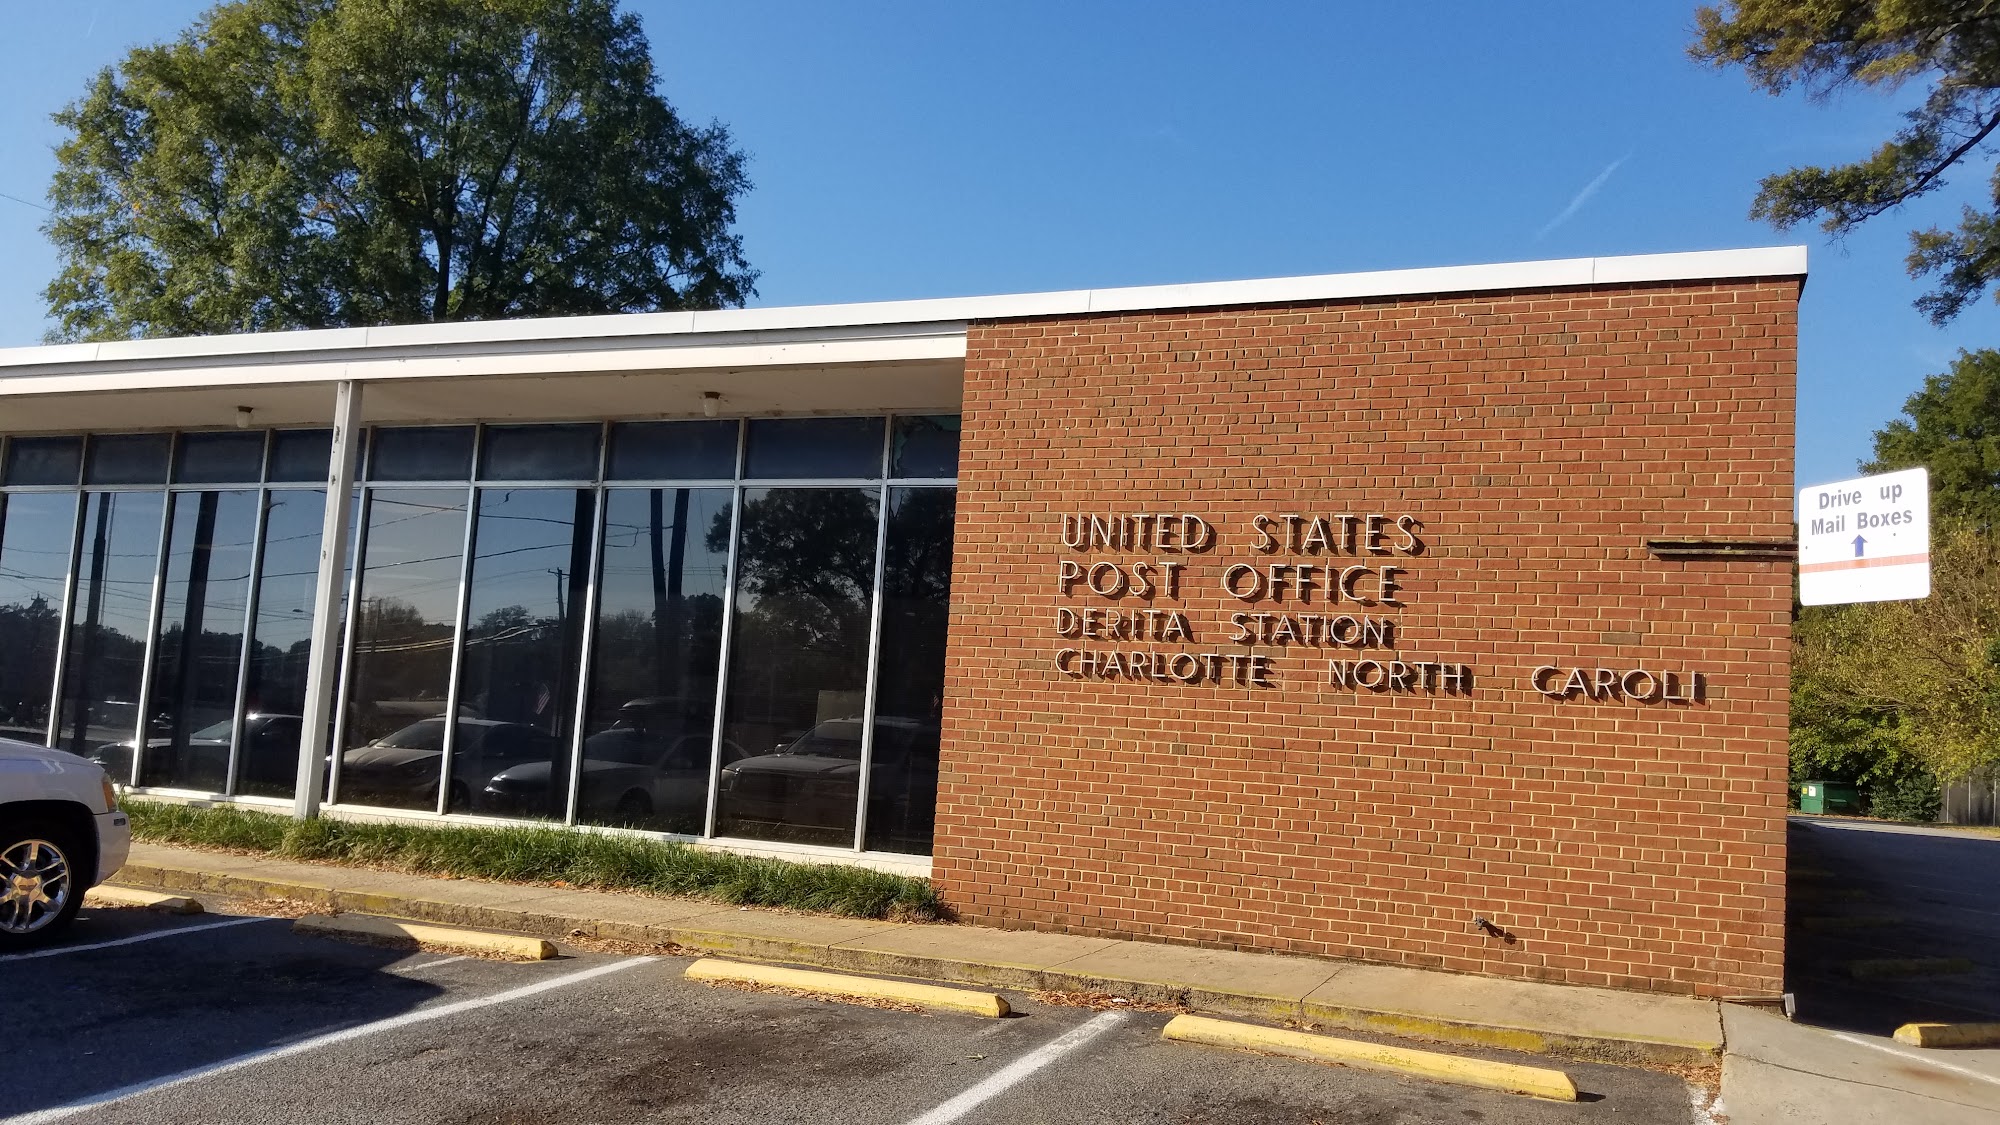 UNITED STATES
POST OFFICE
DERITA STATION
CHARLOTTE NORTH CAROLI
Drive up
Mail Boxes